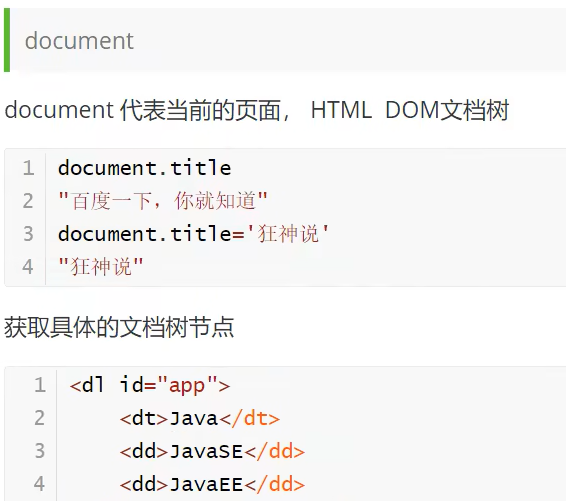 document
document 代表当前的页面， HTML DOM文档树
1 document.title
2 "百度一下，你就知道"
3 document.title='狂神说'
4 "狂神说"
获取具体的文档树节点
1 <dl id="app">
2     <dt>Java</dt>
3     <dd>JavaSE</dd>
4     <dd>JavaEE</dd>